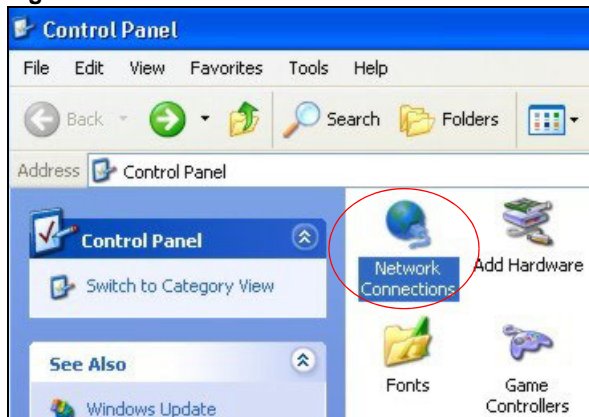 Control Panel
File Edit View Favorites Tools Help
Back Search Folders
Address Control Panel
Control Panel
Switch to Category View
See Also
Windows Update
Network
Connections
Add Hardware
Fonts
Game
Controllers